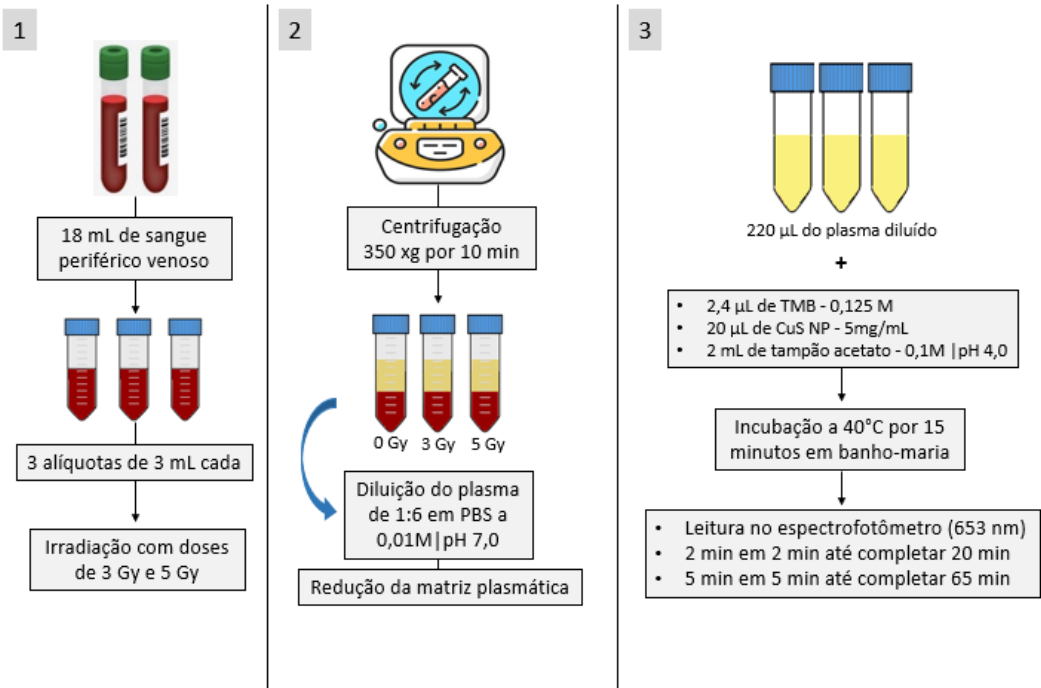 1
18 mL de sangue
periférico venoso
3 alíquotas de 3 mL cada
Irradiação com doses
de 3 Gy e 5 Gy
2
Centrifugação
350 xg por 10 min
0 Gy 3 Gy 5 Gy
Diluição do plasma
de 1:6 em PBS a
0,01M|pH 7,0
Redução da matriz plasmática
3
220 µL do plasma diluído
+
• 2,4 µL de TMB - 0,125 M
• 20 µL de CuS NP - 5mg/mL
• 2 mL de tampão acetato - 0,1M |pH 4,0
Incubação a 40°C por 15
minutos em banho-maria
• Leitura no espectrofotômetro (653 nm)
• 2 min em 2 min até completar 20 min
• 5 min em 5 min até completar 65 min